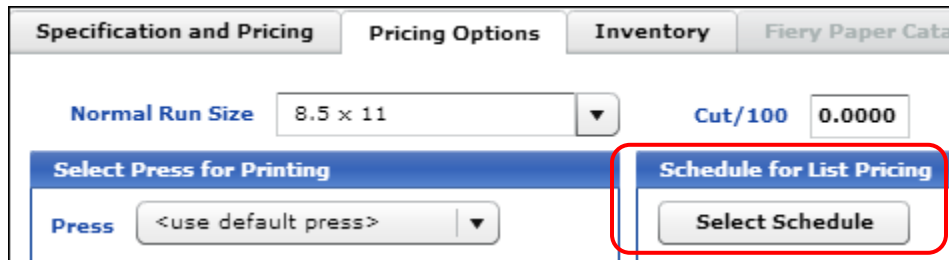 Specification and Pricing Pricing Options Inventory Fiery Paper Cata
Normal Run Size 8.5 x 11 Cut/100 0.0000
Select Press for Printing Schedule for List Pricing
Press <use default press> Select Schedule